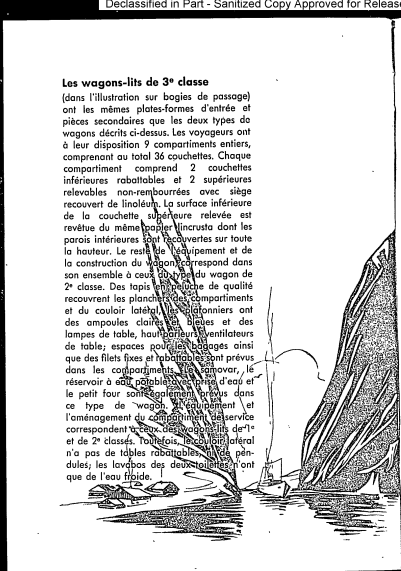 Declassified in Part - Sanitized Copy Approved for Release
Les wagons-lits de 3e classe
(dans l'illustration sur bogies de passage)
ont les mêmes plates-formes d'entrée et
pièces secondaires que les deux types de
wagons décrits ci-dessus. Les voyageurs ont
à leur disposition 9 compartiments entiers,
comprenant au total 36 couchettes. Chaque
compartiment comprend 2 couchettes
inférieures rabattables et 2 supérieures
relevables non-rembourrées avec siège
recouvert de linoléum. La surface inférieure
de la couchette supérieure relevée est
revêtue du même papier lincrusta dont les
parois intérieures sont recouvertes sur toute
la hauteur. Le reste de l'équipement et de
la construction du wagon correspond dans
son ensemble à ceux du type du wagon de
2e classe. Des tapis en peluche de qualité
recouvrent les planchers des compartiments
et du couloir latéral, les plafonniers ont
des ampoules claires et bleues et des
lampes de table, haut-parleurs, ventilateurs
de table; espaces pour les bagages ainsi
que des filets fixes et rabattables sont prévus
dans les compartiments. Le samovar, le
réservoir à eau potable avec prise d'eau et
le petit four sont également prévus dans
ce type de wagon. L'équipement et
l'aménagement du compartiment de service
correspondent à ceux des wagons-lits de 1e
et de 2e classes. Toutefois, le couloir latéral
n'a pas de tables rabattables, ni de pen-
dules; les lavabos des deux toilettes n'ont
que de l'eau froide.